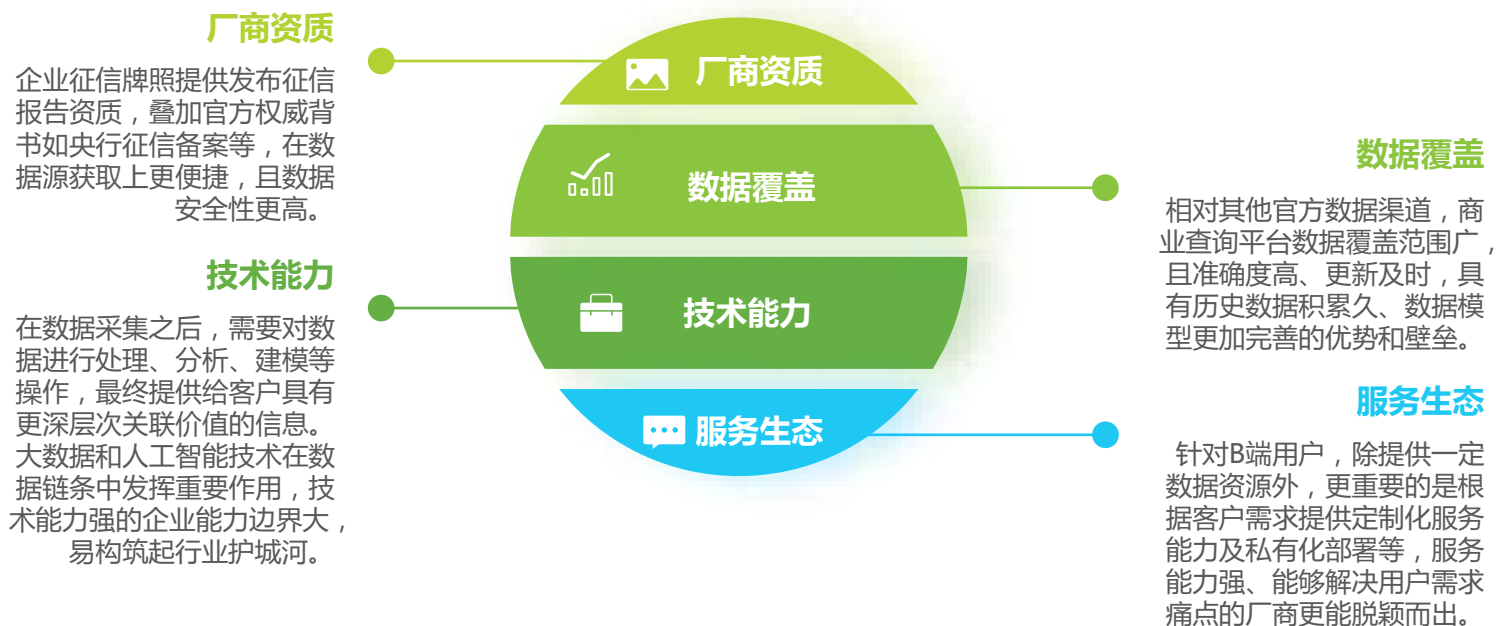 厂商资质
企业征信牌照提供发布征信
报告资质，叠加官方权威背
书如央行征信备案等，在数
据源获取上更便捷，且数据
安全性更高。
技术能力
在数据采集之后，需要对数
据进行处理、分析、建模等
操作，最终提供给客户具有
更深层次关联价值的信息。
大数据和人工智能技术在数
据链条中发挥重要作用，技
术能力强的企业能力边界大，
易构筑起行业护城河。
厂商资质
数据覆盖
技术能力
服务生态
数据覆盖
相对其他官方数据渠道，商
业查询平台数据覆盖范围广，
且准确度高、更新及时，具
有历史数据积累久、数据模
型更加完善的优势和壁垒。
服务生态
针对B端用户，除提供一定
数据资源外，更重要的是根
据客户需求提供定制化服务
能力及私有化部署等，服务
能力强、能够解决用户需求
痛点的厂商更能脱颖而出。